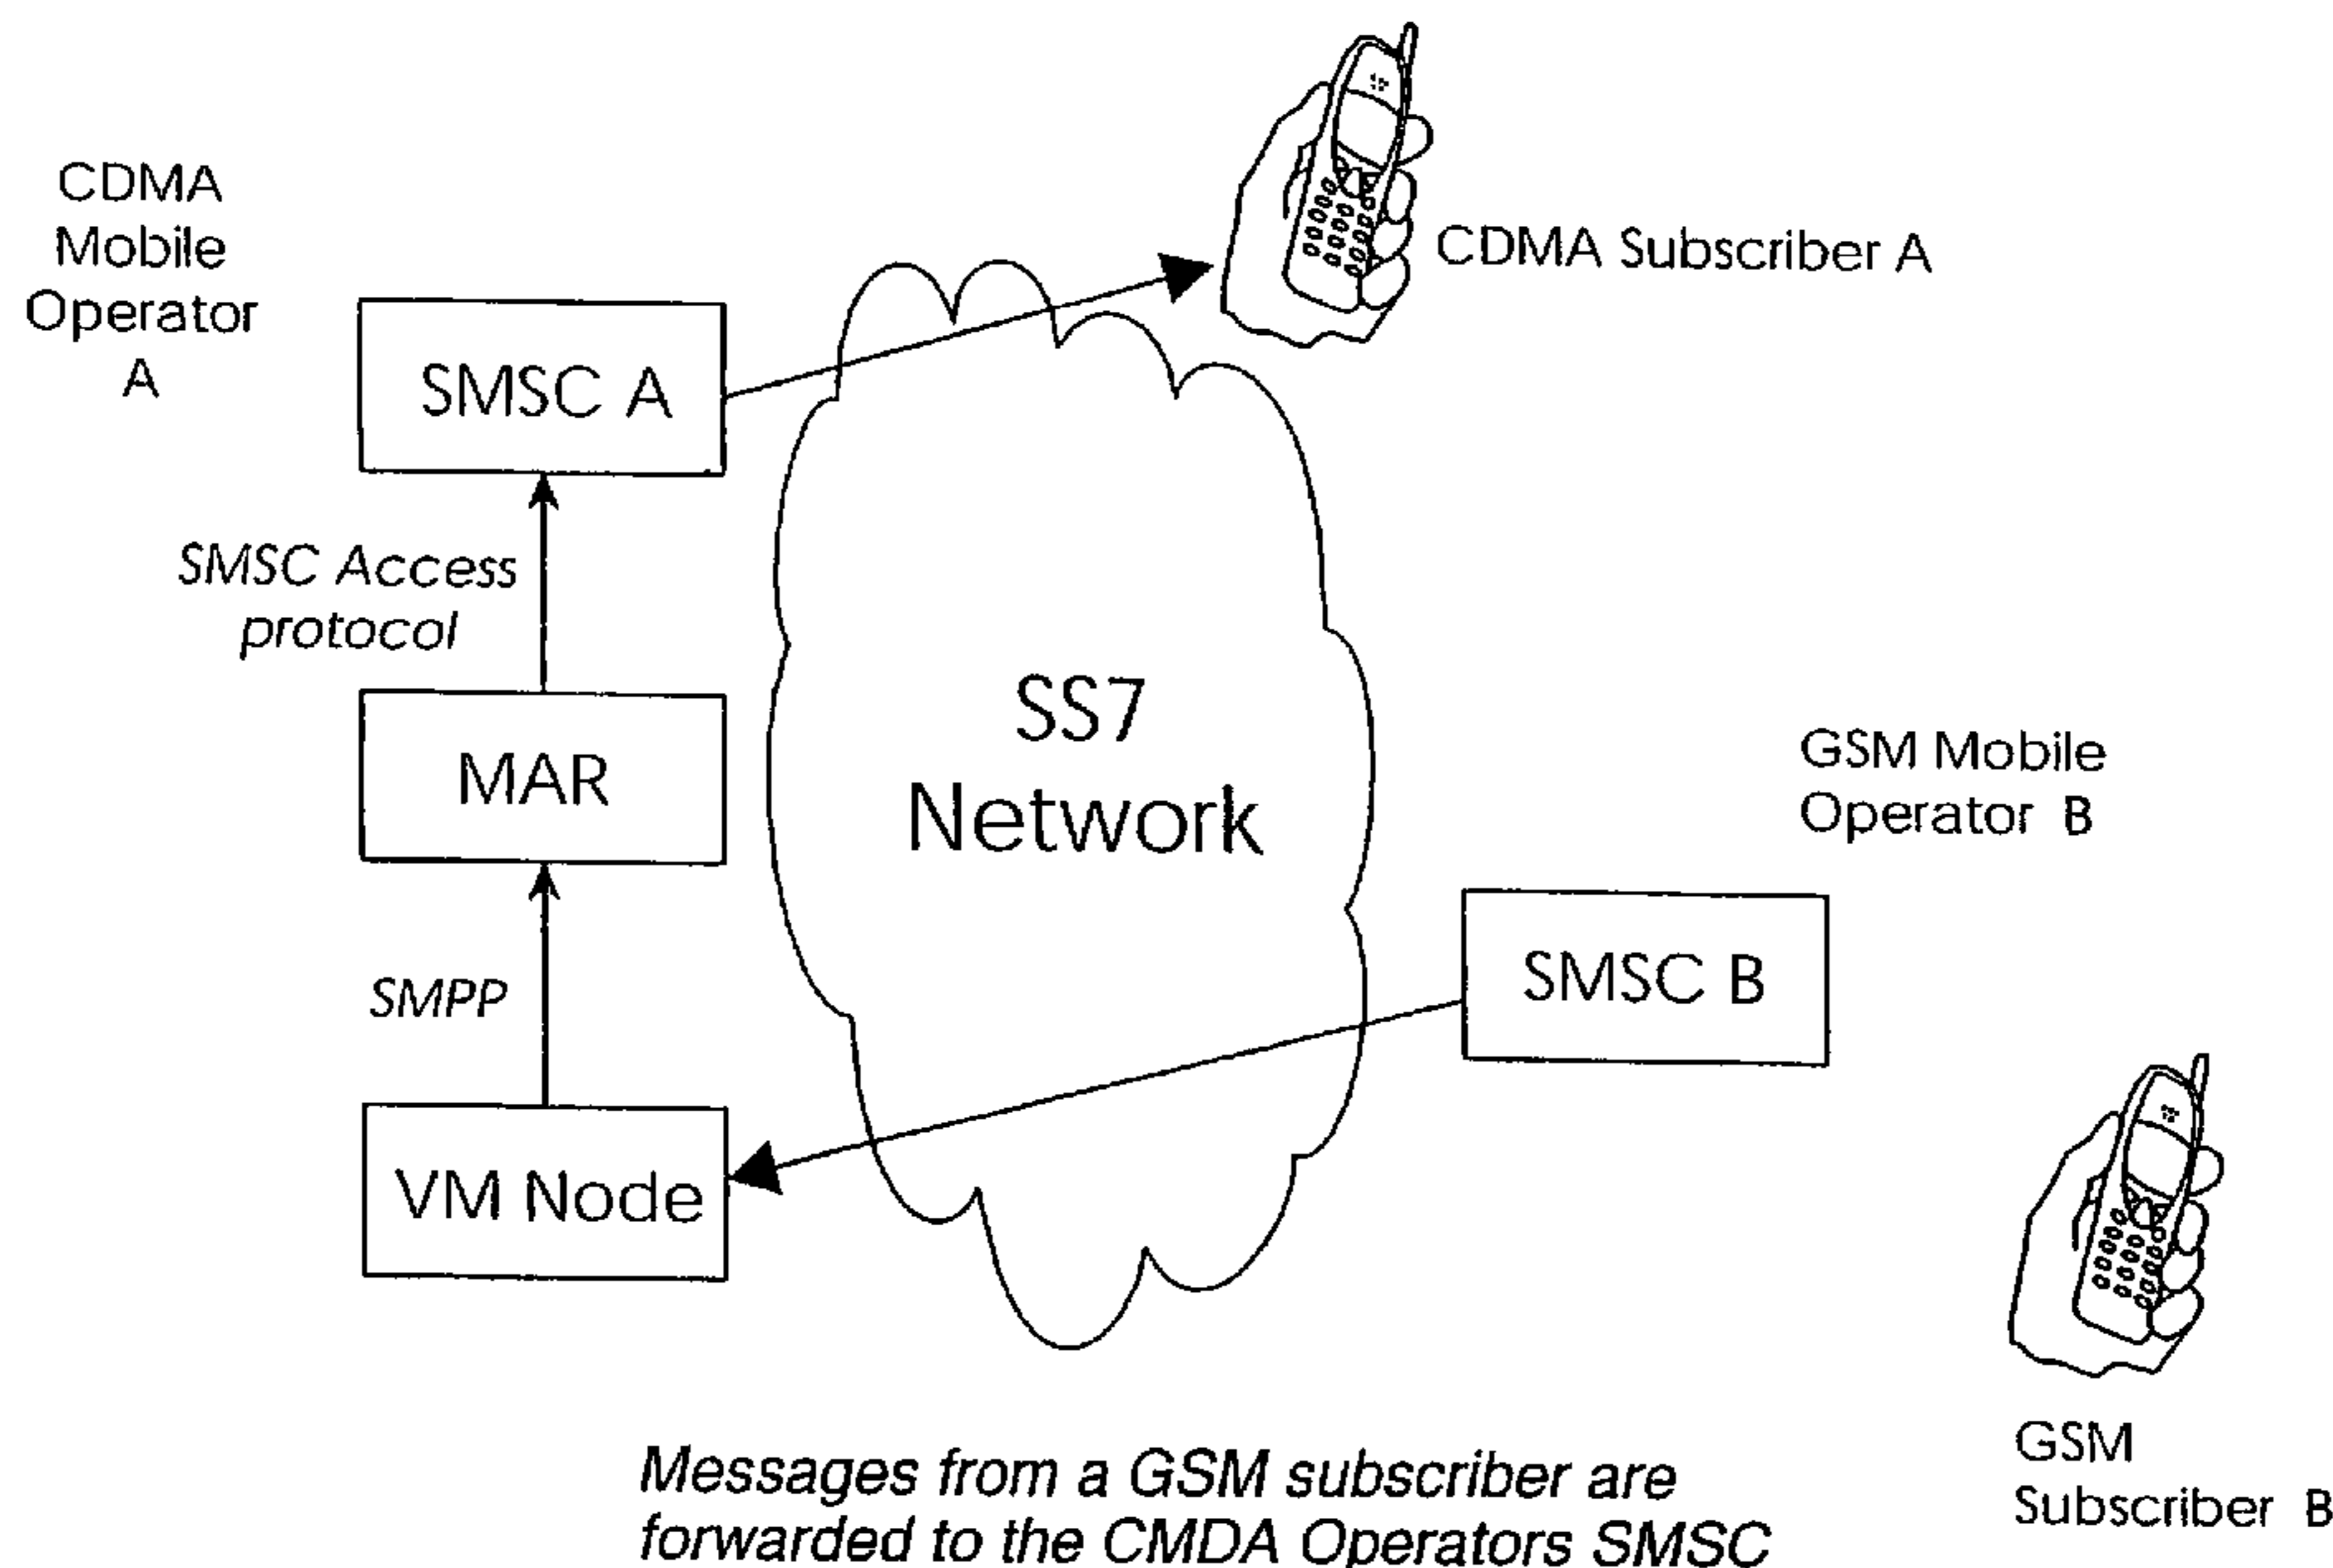 CDMA
Mobile
Operator
A
SMSC A
CDMA Subscriber A
SMSC Access
protocol
MAR
SS7
Network
GSM Mobile
Operator B
SMPP
SMSC B
VM Node
GSM
Subscriber B
Messages from a GSM subscriber are
forwarded to the CMDA Operators SMSC